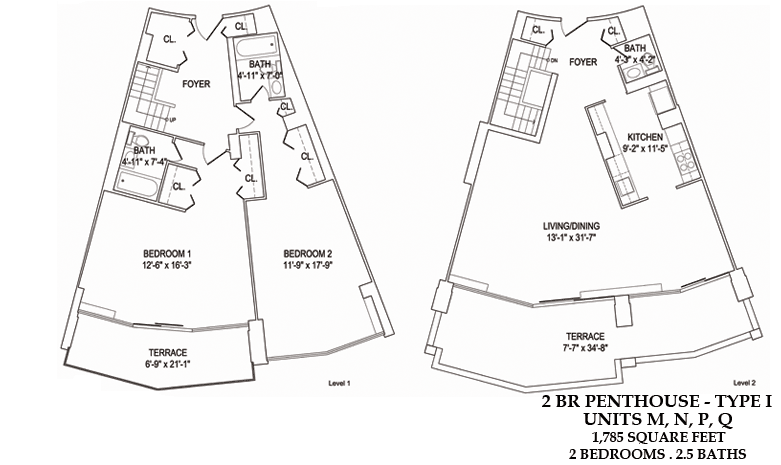 CL.
CL.
BATH
4'-11" x 7'-0"
FOYER
CL.
UP
BATH
4'-11" x 7'-4"
CL.
CL.
CL.
BEDROOM 1
12'-6" x 16'-3"
BEDROOM 2
11'-9" x 17'-9"
TERRACE
6'-9" x 21'-1"
Level 1
CL.
CL.
BATH
4'-3" x 4'-2"
DN
FOYER
KITCHEN
9'-2" x 11'-5"
LIVING/DINING
13'-1" x 31'-7"
TERRACE
7'-7" x 34'-8"
Level 2
2 BR PENTHOUSE - TYPE I
UNITS M, N, P, Q
1,785 SQUARE FEET
2 BEDROOMS . 2.5 BATHS